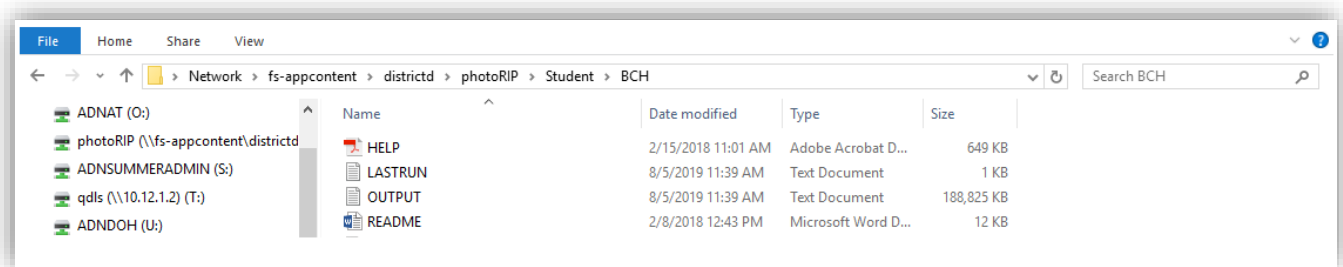 File Home Share View
Network > fs-appcontent > districtd > photoRIP > Student > BCH Search BCH
ADNAT (O:) Name Date modified Type Size
photoRIP (\\fs-appcontent\districtd HELP 2/15/2018 11:01 AM Adobe Acrobat D... 649 KB
ADNSUMMERADMIN (S:) LASTRUN 8/5/2019 11:39 AM Text Document 1 KB
qdls (\\10.12.1.2) (T:) OUTPUT 8/5/2019 11:39 AM Text Document 188,825 KB
ADNDOH (U:) README 2/8/2018 12:43 PM Microsoft Word D... 12 KB